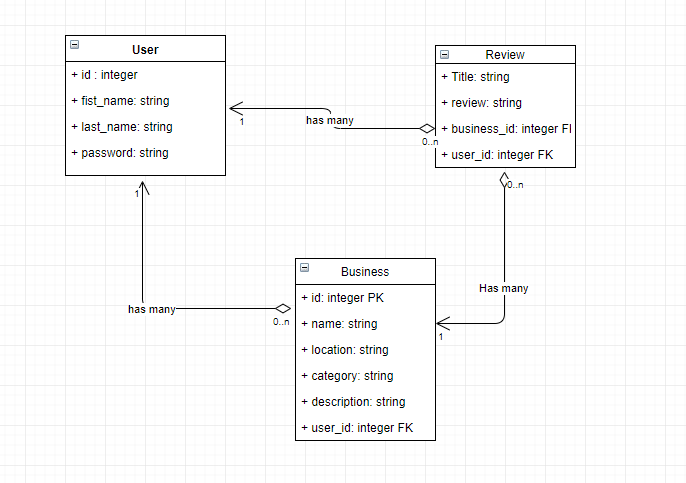 User
+ id : integer
+ fist_name: string
+ last_name: string
+ password: string
Review
+ Title: string
+ review: string
+ business_id: integer FI
+ user_id: integer FK
1
has many
0..n
1
has many
0..n
0..n
Has many
1
Business
+ id: integer PK
+ name: string
+ location: string
+ category: string
+ description: string
+ user_id: integer FK